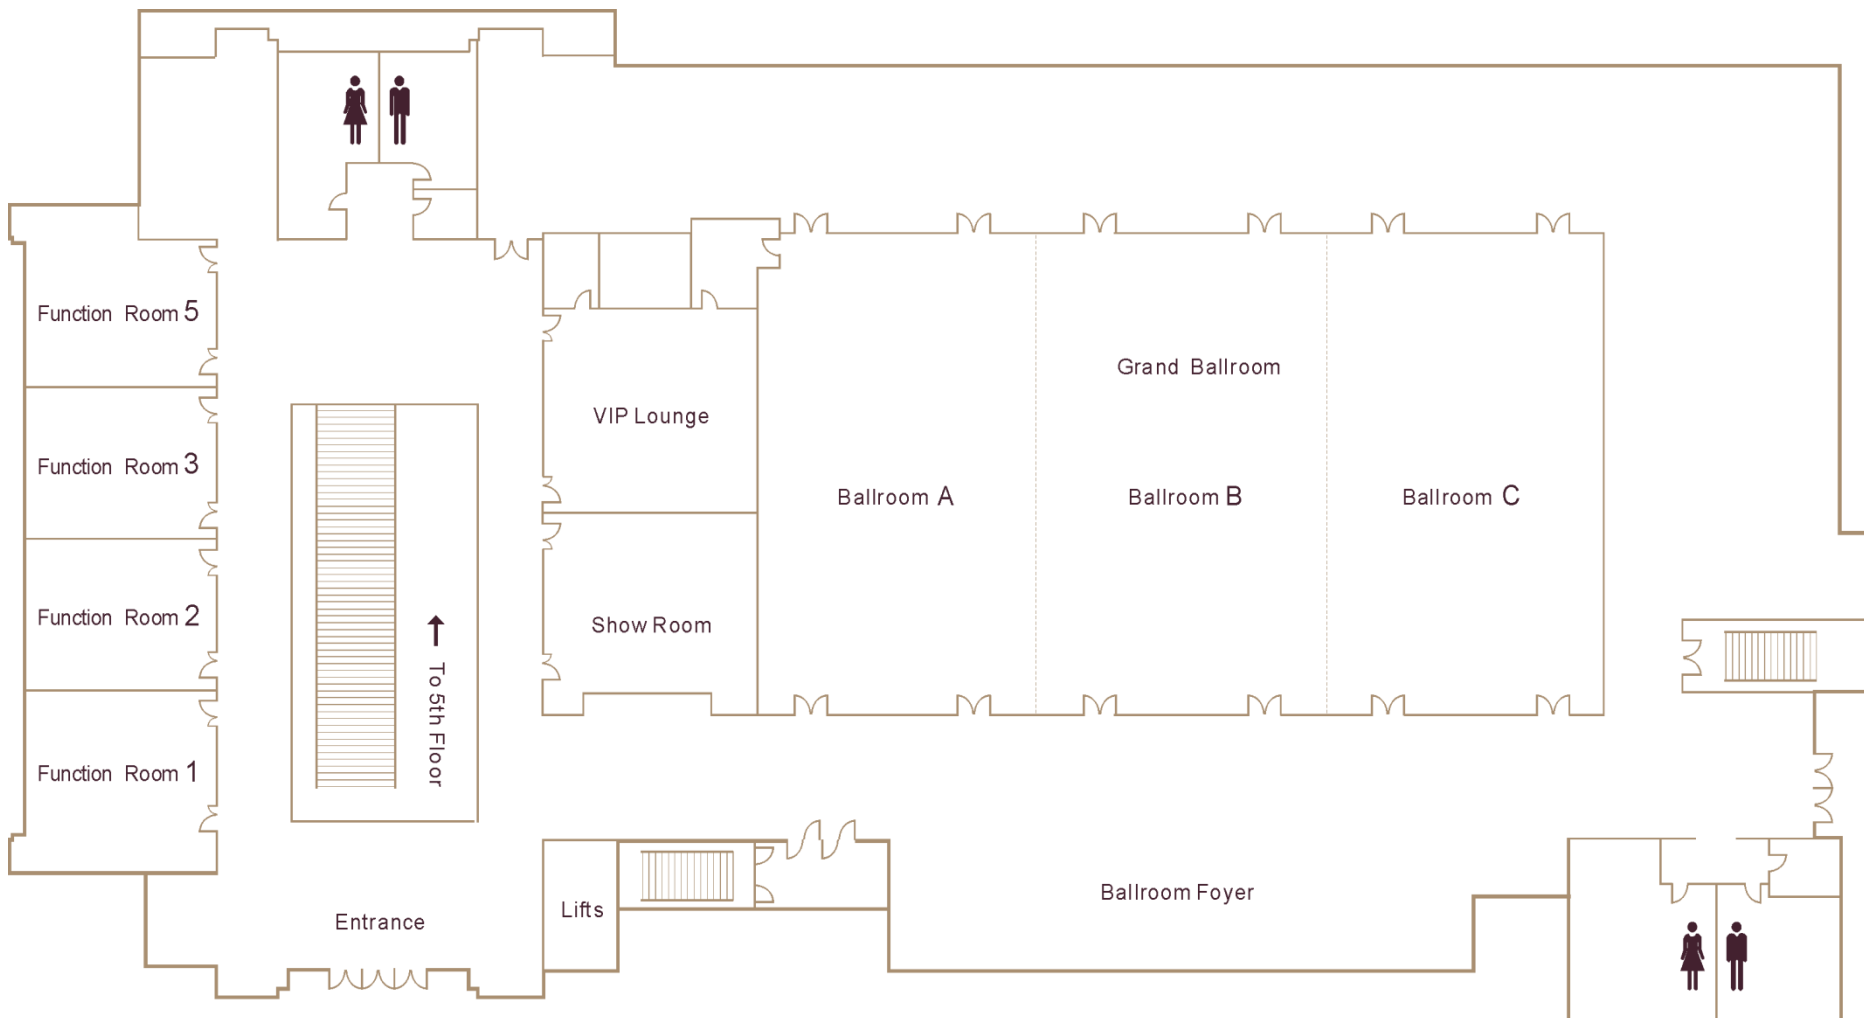 Function Room 5
Grand Ballroom
VIP Lounge
Function Room 3
Ballroom A
Ballroom B
Ballroom C
Function Room 2
Show Room
To 5th Floor
Function Room 1
Ballroom Foyer
Lifts
Entrance